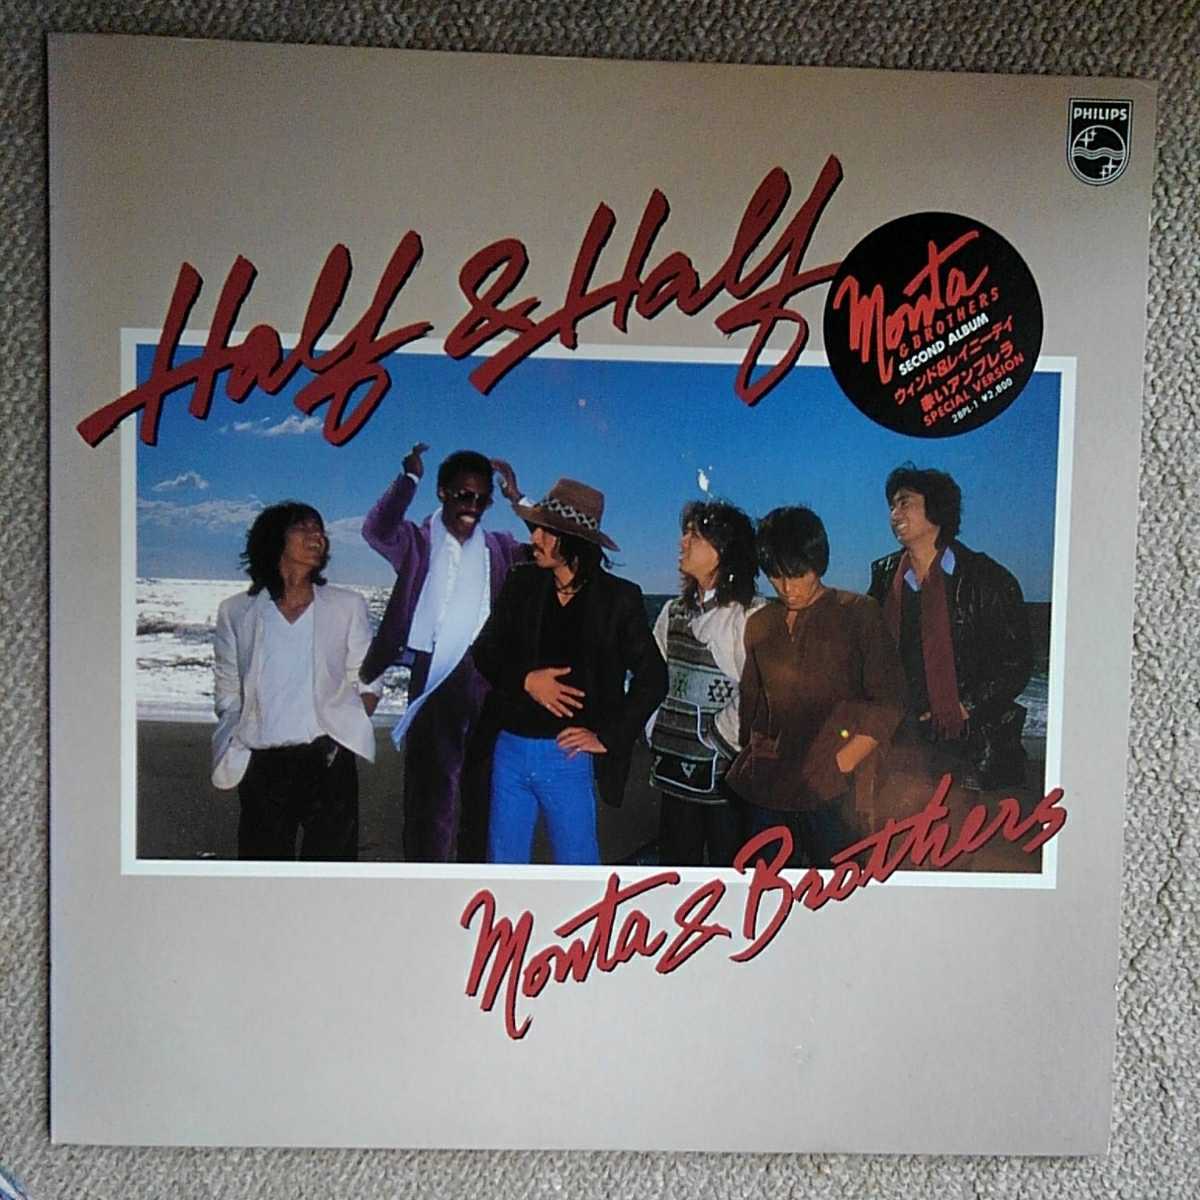 PHILIPS
Half & Half
Monta
& BROTHERS
SECOND ALBUM
ウィンド&レイニーデイ
赤いアンブレラ
SPECIAL VERSION
28PL-1 ¥2,800
Monta & Brothers